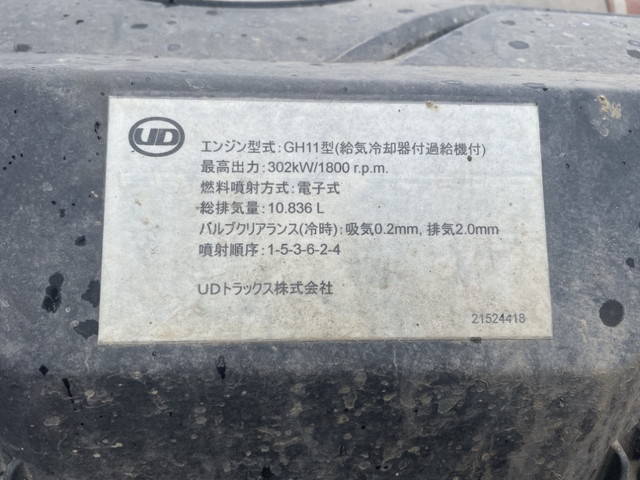 UD
エンジン型式:GH11型(給気冷却器付過給機付)
最高出力:302kW/1800 r.p.m.
燃料噴射方式:電子式
総排気量:10.836 L
バルブクリアランス(冷時):吸気0.2mm, 排気2.0mm
噴射順序:1-5-3-6-2-4
UDトラックス株式会社
21524418